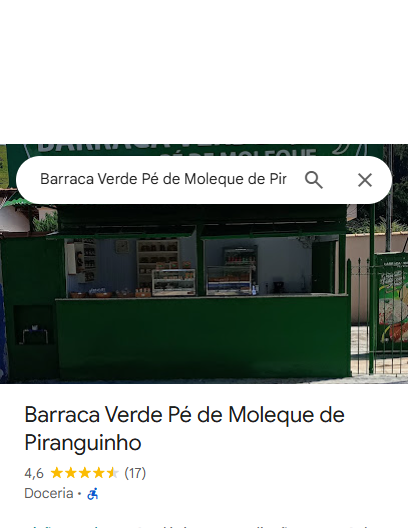 BARRACA VERDE
PÉ DE MOLEQUE
Barraca Verde Pé de Moleque de Pir
Barraca Verde Pé de Moleque de
Piranguinho
4,6 (17)
Doceria ·